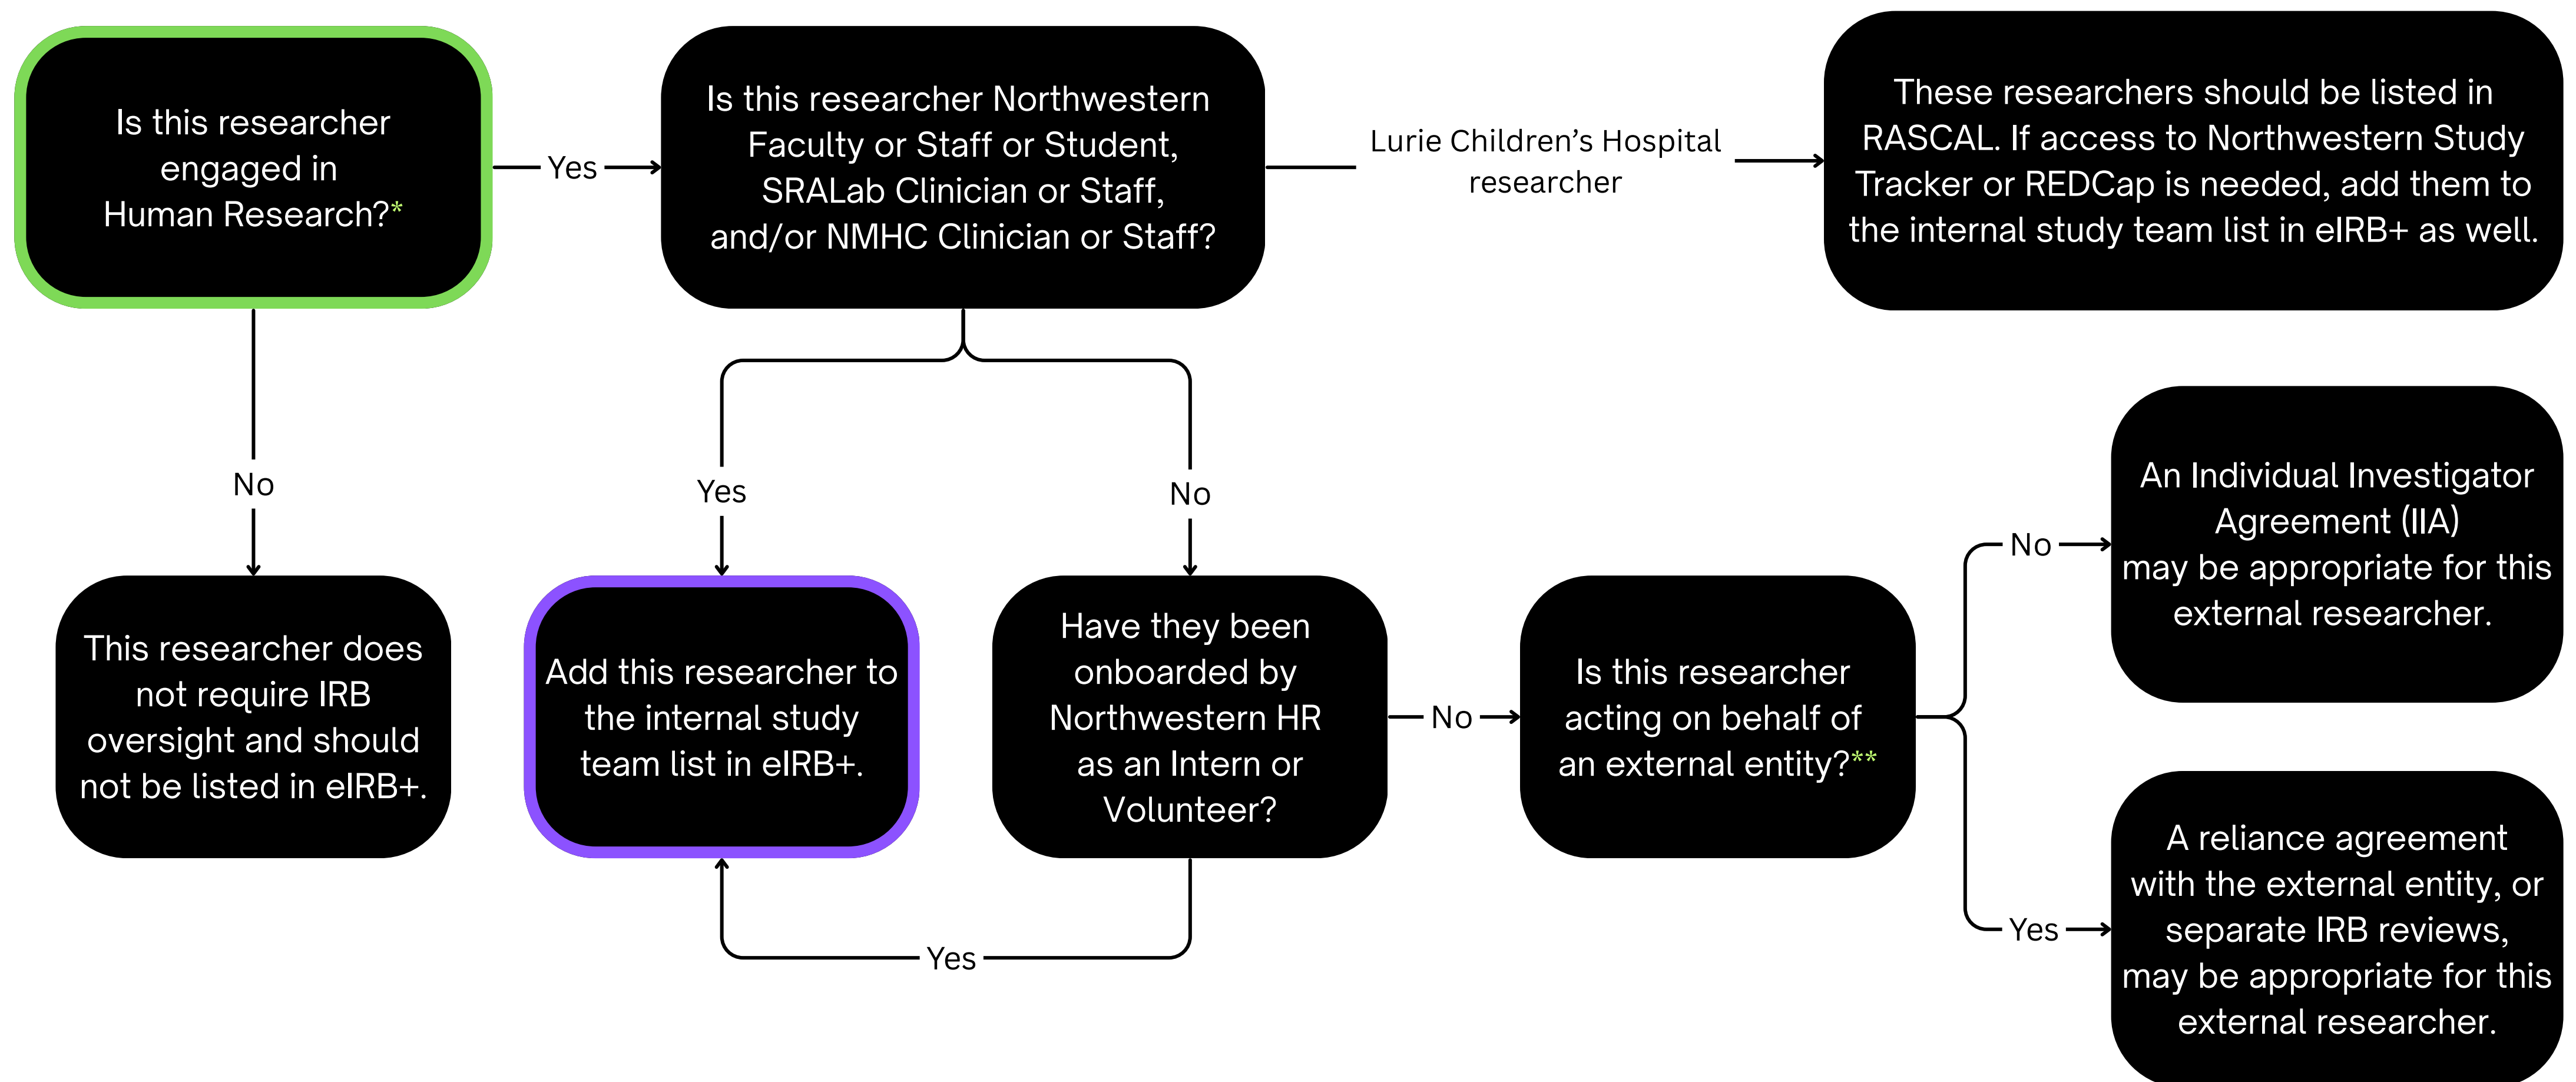 Is this researcher
engaged in
Human Research?*
Yes
Is this researcher Northwestern
Faculty or Staff or Student,
SRALab Clinician or Staff,
and/or NMHC Clinician or Staff?
Lurie Children’s Hospital
researcher
These researchers should be listed in
RASCAL. If access to Northwestern Study
Tracker or REDCap is needed, add them to
the internal study team list in eIRB+ as well.
No
Yes
No
This researcher does
not require IRB
oversight and should
not be listed in eIRB+.
Add this researcher to
the internal study
team list in eIRB+.
Have they been
onboarded by
Northwestern HR
as an Intern or
Volunteer?
Yes
No
Is this researcher
acting on behalf of
an external entity?**
No
An Individual Investigator
Agreement (IIA)
may be appropriate for this
external researcher.
Yes
A reliance agreement
with the external entity, or
separate IRB reviews,
may be appropriate for this
external researcher.